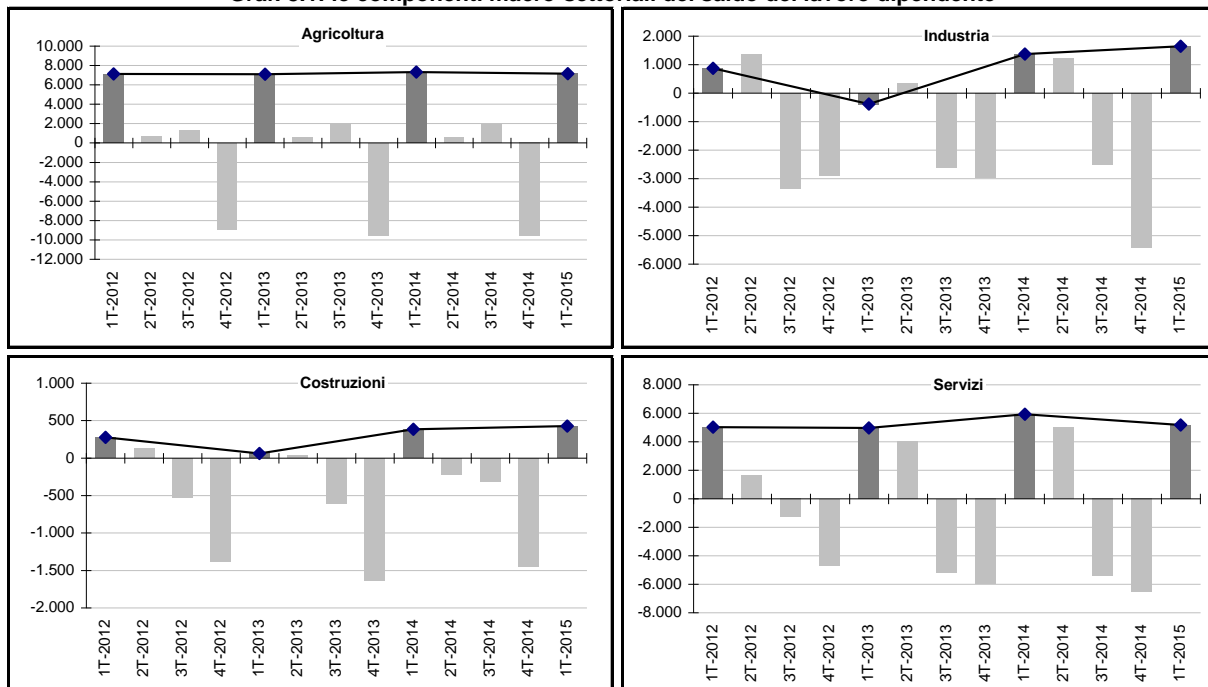 le componenti macro-settoriali del saldo del lavoro dipendente
Agricoltura
10.000
8.000
6.000
4.000
2.000
0
-2.000
-4.000
-6.000
-8.000
-10.000
-12.000
1T-2012
2T-2012
3T-2012
4T-2012
1T-2013
2T-2013
3T-2013
4T-2013
1T-2014
2T-2014
3T-2014
4T-2014
1T-2015
Industria
2.000
1.000
0
-1.000
-2.000
-3.000
-4.000
-5.000
-6.000
1T-2012
2T-2012
3T-2012
4T-2012
1T-2013
2T-2013
3T-2013
4T-2013
1T-2014
2T-2014
3T-2014
4T-2014
1T-2015
Costruzioni
1.000
500
0
-500
-1.000
-1.500
-2.000
1T-2012
2T-2012
3T-2012
4T-2012
1T-2013
2T-2013
3T-2013
4T-2013
1T-2014
2T-2014
3T-2014
4T-2014
1T-2015
Servizi
8.000
6.000
4.000
2.000
0
-2.000
-4.000
-6.000
-8.000
1T-2012
2T-2012
3T-2012
4T-2012
1T-2013
2T-2013
3T-2013
4T-2013
1T-2014
2T-2014
3T-2014
4T-2014
1T-2015